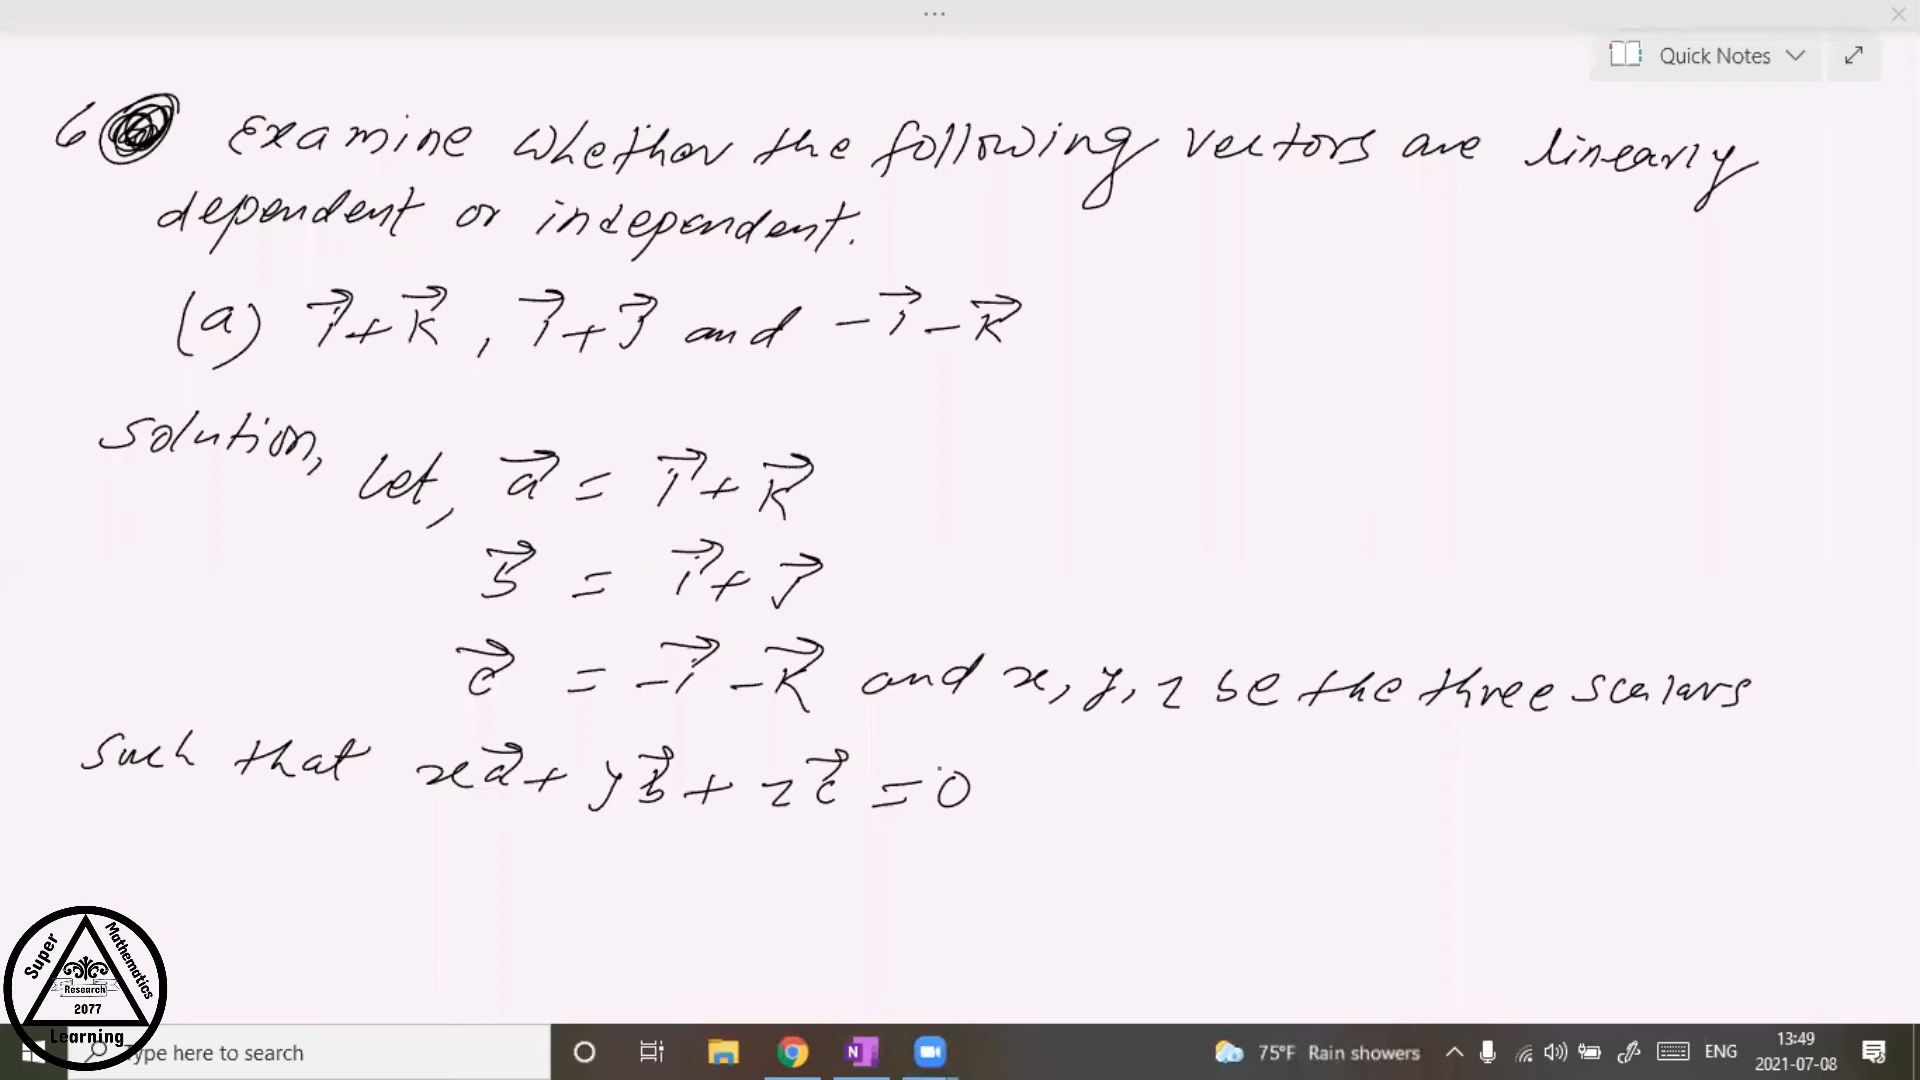 Quick Notes
6 Examine whether the following vectors are linearly
dependent or independent.
(a) i⃗+k⃗, i⃗+j⃗ and −i⃗−k⃗
Solution,
Let, a⃗ = i⃗+k⃗
b⃗ = i⃗+j⃗
c⃗ = −i⃗−k⃗ and x, y, z be the three scalars
such that xa⃗+yb⃗+zc⃗=0
Super Mathematics
Research
2077
Learning
Type here to search
75°F Rain showers
ENG
13:49
2021-07-08